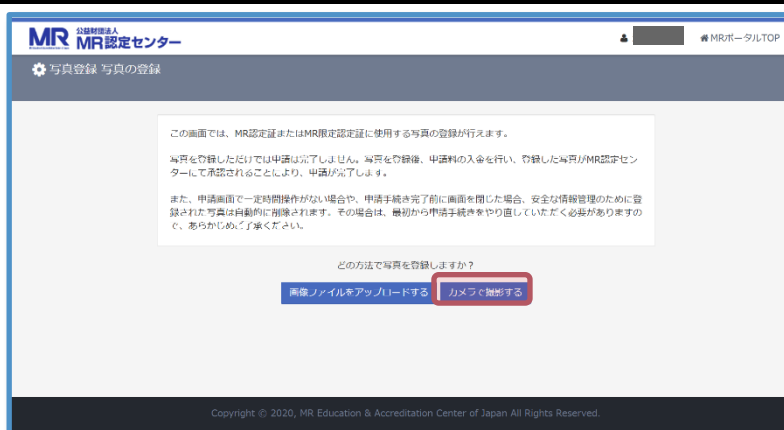 MR 公益財団法人
MR認定センター
MRポータルTOP
写真登録 写真の登録
この画面では、MR認定証またはMR限定認定証に使用する写真の登録が行えます。
写真を登録しただけでは申請は完了しません。写真を登録後、申請料の入金を行い、登録した写真がMR認定セン
ターにて承認されることにより、申請が完了します。
また、申請画面で一定時間操作がない場合や、申請手続き完了前に画面を閉じた場合、安全な情報管理のために登
録された写真は自動的に削除されます。その場合は、最初から申請手続きをやり直していただく必要がありますの
で、あらかじめご了承ください。
どの方法で写真を登録しますか？
画像ファイルをアップロードする
カメラで撮影する
Copyright © 2020, MR Education & Accreditation Center of Japan All Rights Reserved.